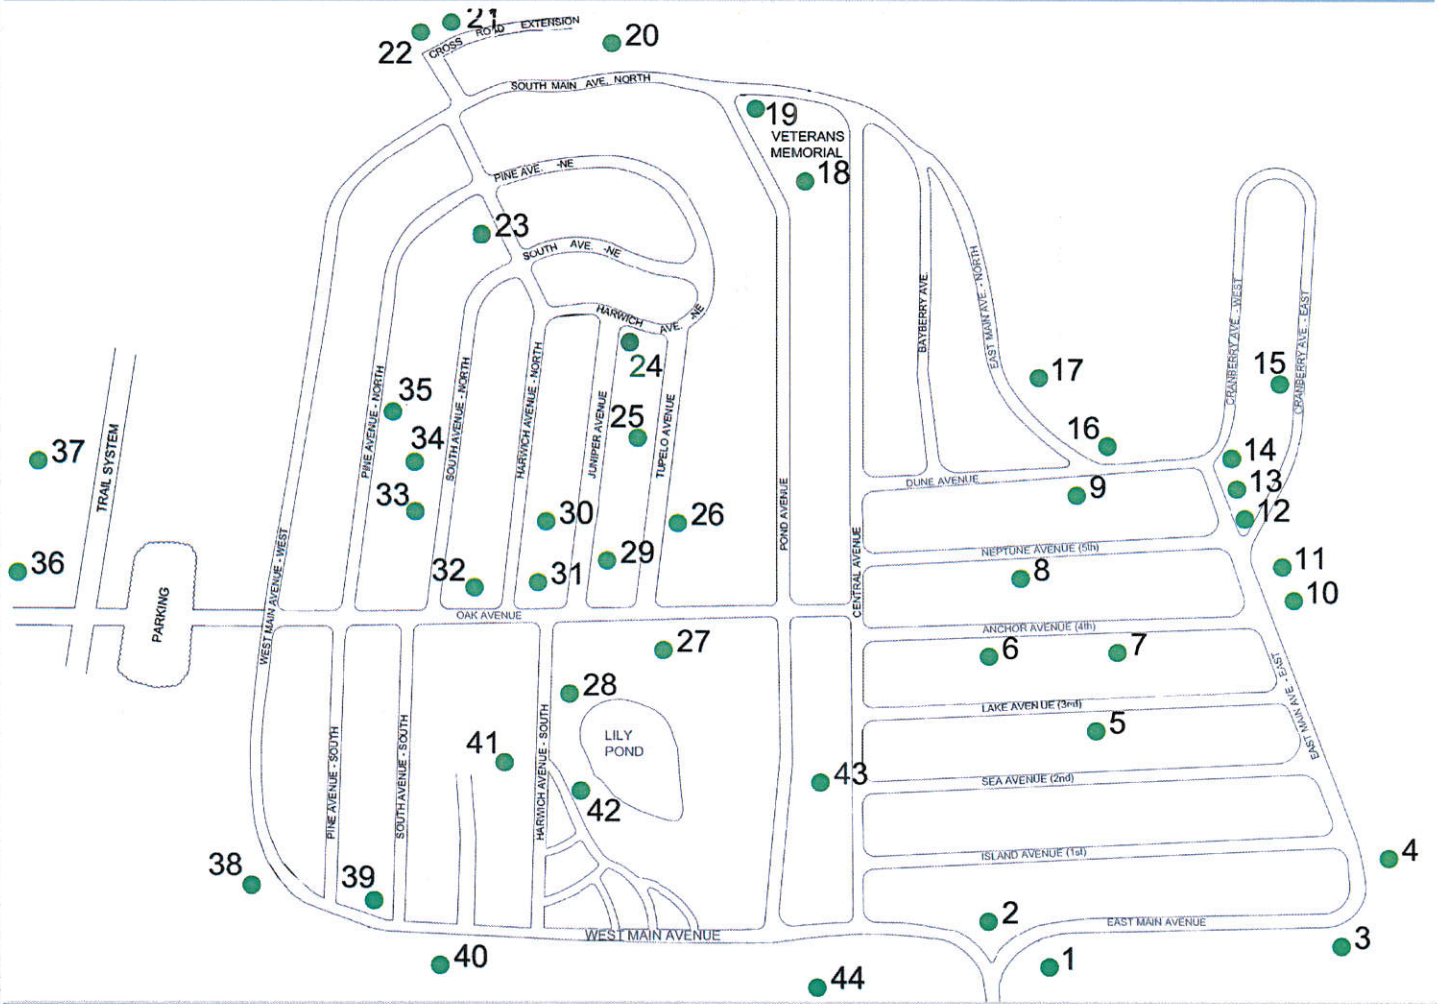 21
CROSS ROAD EXTENSION
22
20
SOUTH MAIN AVE. NORTH
19
VETERANS
MEMORIAL
18
PINE AVE. -NE
23
SOUTH AVE. -NE
HARWICH AVE. -NE
24
BAYBERRY AVE.
EAST MAIN AVE. - NORTH
17
CRANBERRY AVE. - WEST
CRANBERRY AVE. - EAST
15
16
14
13
12
11
10
35
34
33
PINE AVENUE - NORTH
SOUTH AVENUE - NORTH
HARWICH AVENUE - NORTH
JUNIPER AVENUE
TUPELO AVENUE
25
26
30
29
31
32
37
36
TRAIL SYSTEM
PARKING
WEST MAIN AVENUE - WEST
OAK AVENUE
POND AVENUE
CENTRAL AVENUE
DUNE AVENUE
9
NEPTUNE AVENUE (5th)
8
ANCHOR AVENUE (4th)
6
7
LAKE AVENUE (3rd)
5
SEA AVENUE (2nd)
ISLAND AVENUE (1st)
EAST MAIN AVE - EAST
4
27
28
LILY
POND
41
42
43
PINE AVENUE - SOUTH
SOUTH AVENUE - SOUTH
HARWICH AVENUE - SOUTH
38
39
40
WEST MAIN AVENUE
44
2
EAST MAIN AVENUE
1
3